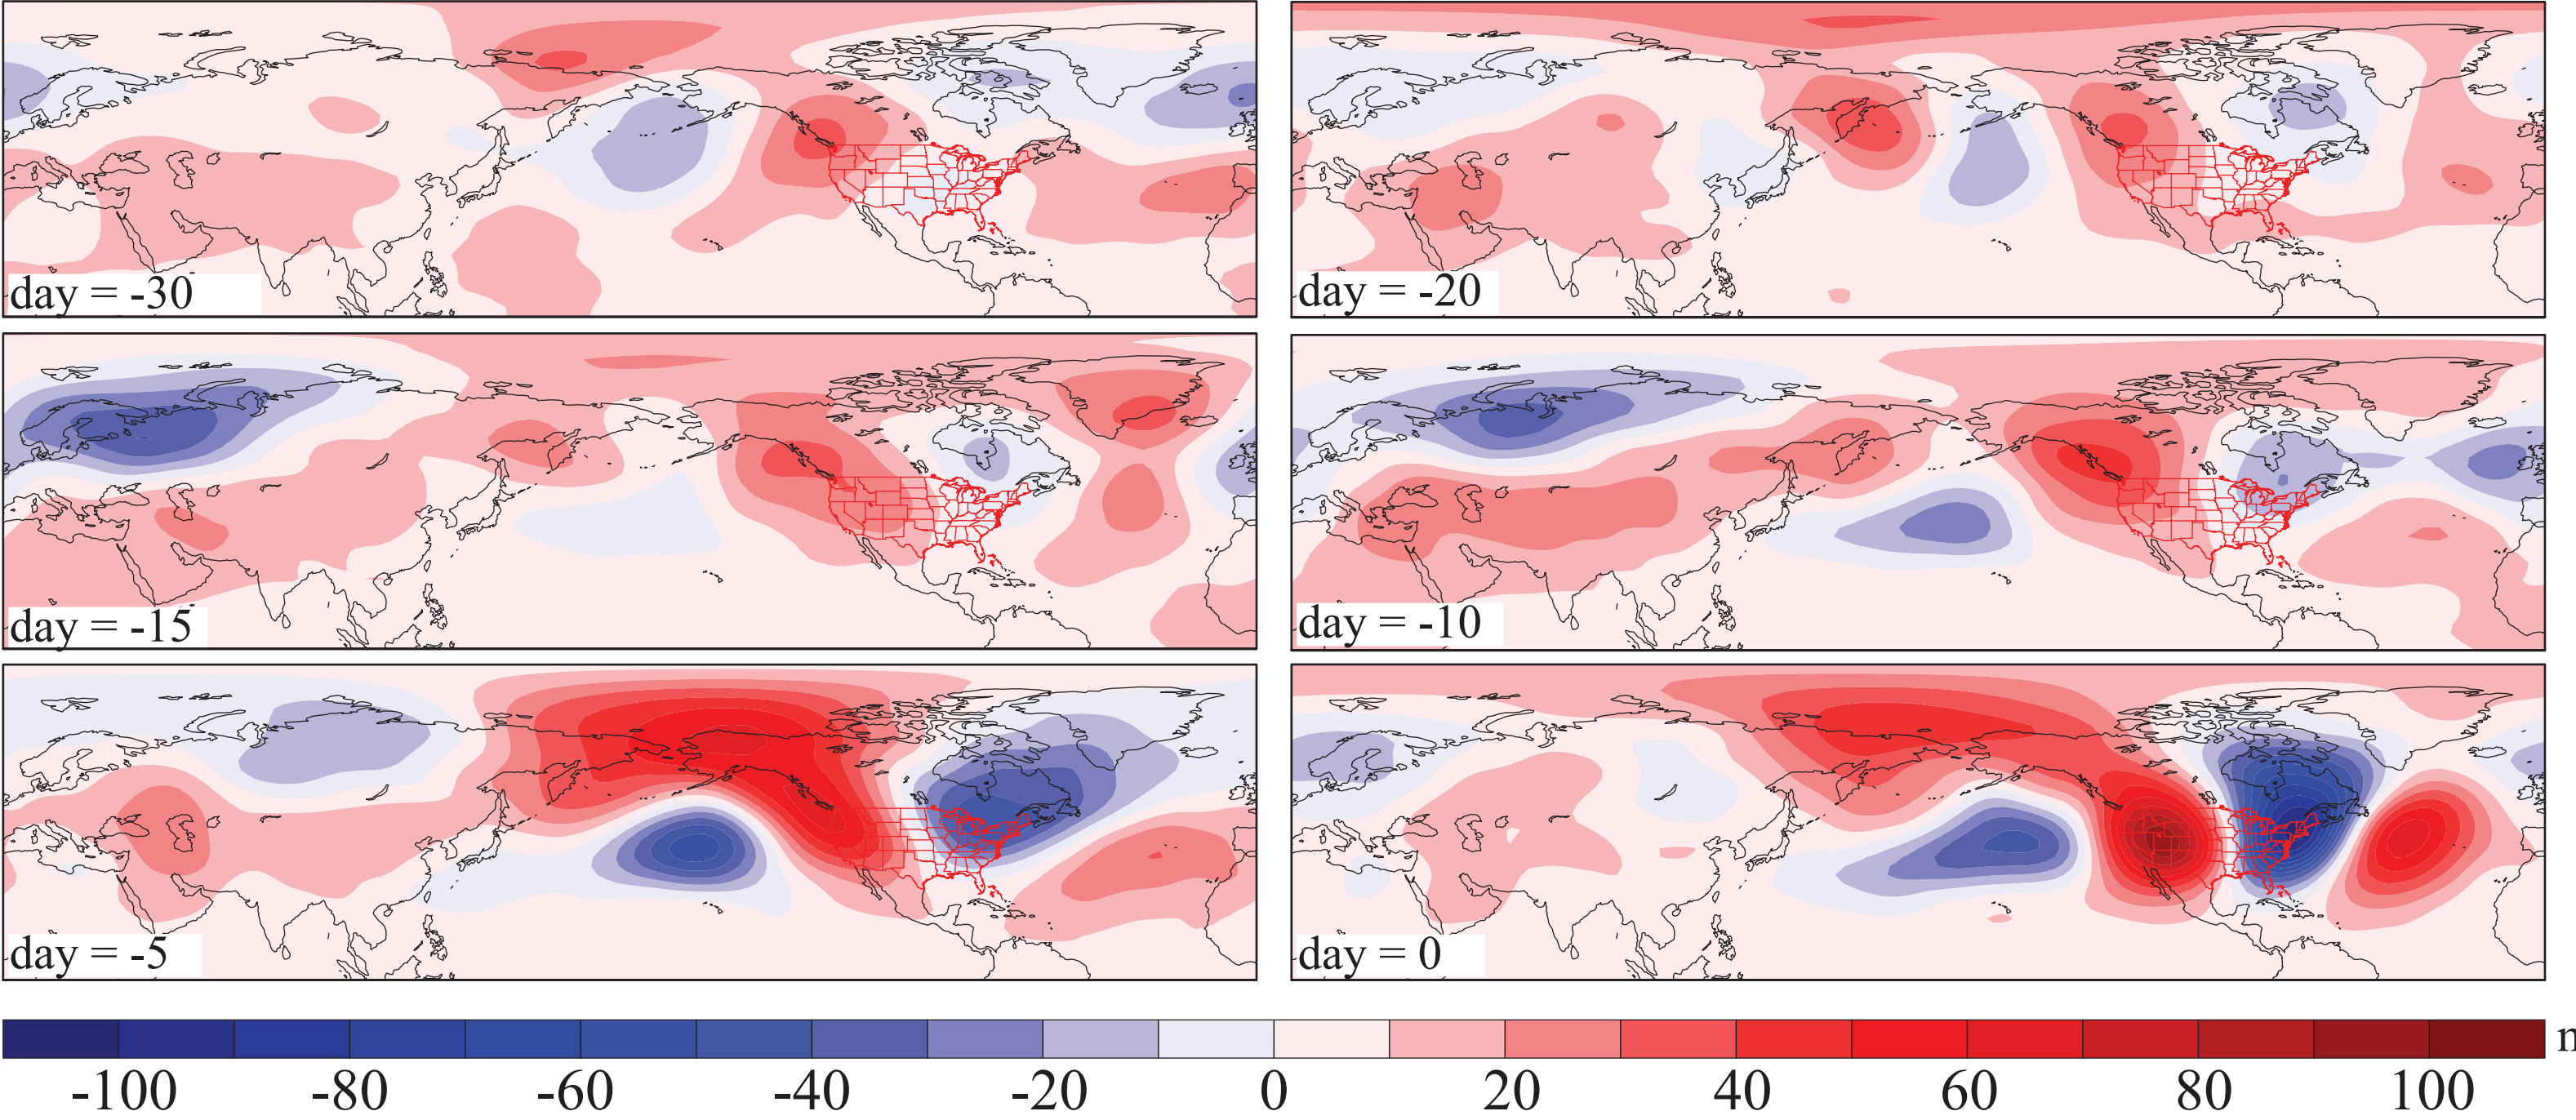 day = -30
day = -20
day = -15
day = -10
day = -5
day = 0
-100 -80 -60 -40 -20 0 20 40 60 80 100